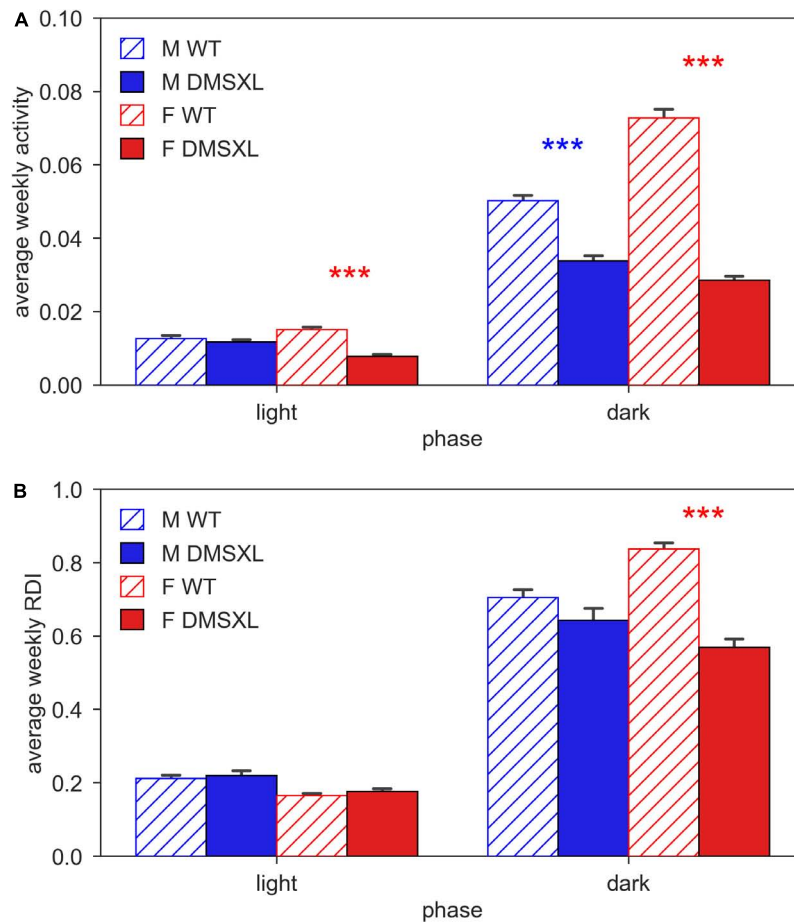 A
average weekly activity
0.10
0.08
0.06
0.04
0.02
0.00
M WT
M DMSXL
F WT
F DMSXL
***
***
***
light
dark
phase
B
average weekly RDI
1.0
0.8
0.6
0.4
0.2
0.0
M WT
M DMSXL
F WT
F DMSXL
***
light
dark
phase